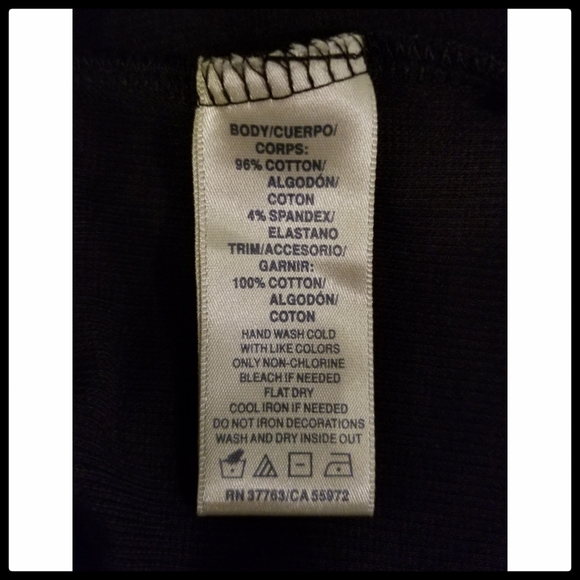 BODY/CUERPO/
CORPS:
96% COTTON/
ALGODÓN/
COTON
4% SPANDEX/
ELASTANO
TRIM/ACCESORIO/
GARNIR:
100% COTTON/
ALGODÓN/
COTON
HAND WASH COLD
WITH LIKE COLORS
ONLY NON-CHLORINE
BLEACH IF NEEDED
FLAT DRY
COOL IRON IF NEEDED
DO NOT IRON DECORATIONS
WASH AND DRY INSIDE OUT
RN 37763/CA 55972